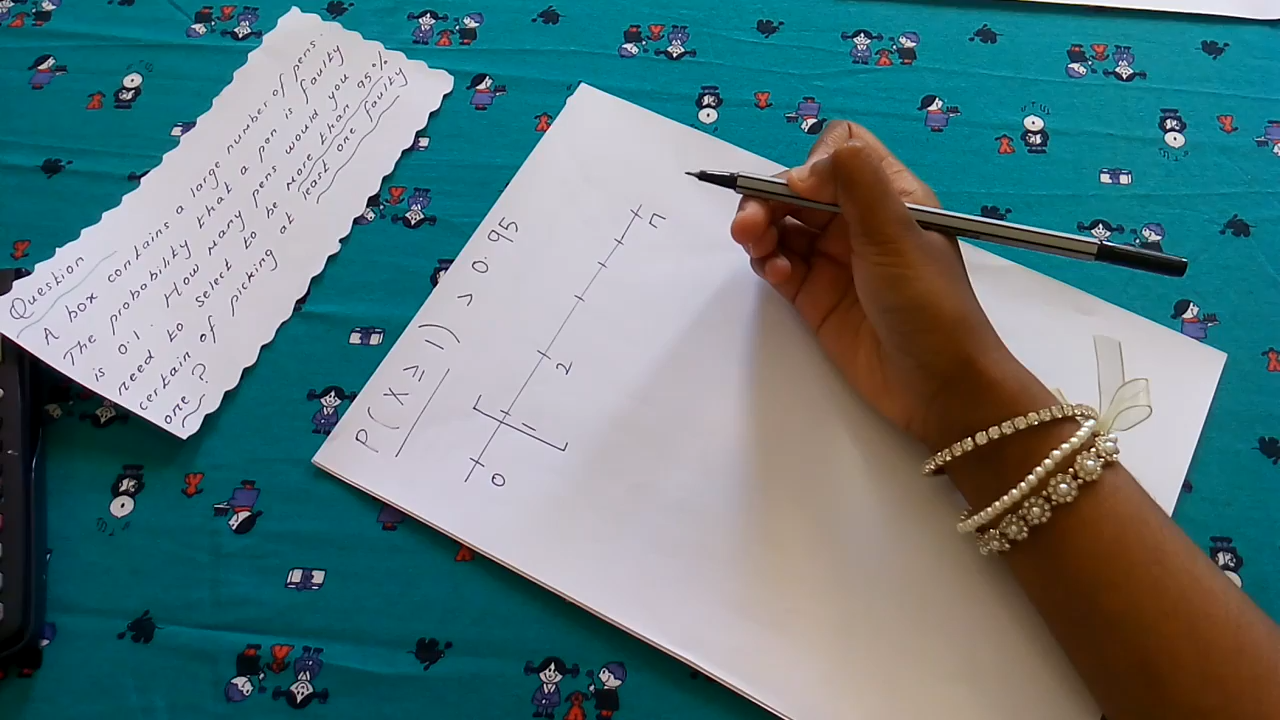 Question
A box contains a large number of pens.
The probability that a pen is faulty
is 0.1. How many pens would you
need to select to be more than 95%
certain of picking at least one faulty
one?
P(X ≥ 1) > 0.95
0 1 2 n